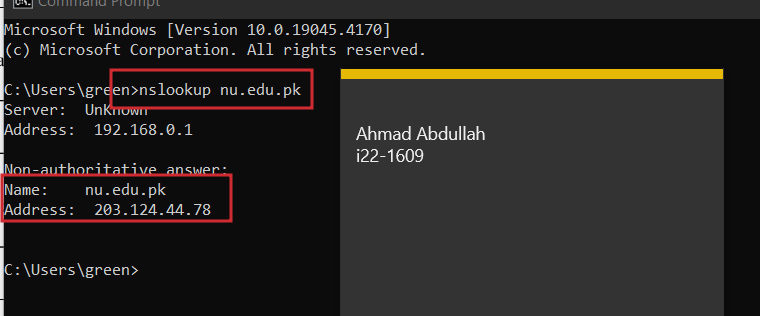 Command Prompt
Microsoft Windows [Version 10.0.19045.4170]
(c) Microsoft Corporation. All rights reserved.
C:\Users\green>nslookup nu.edu.pk
Server:  UnKnown
Address:  192.168.0.1
Non-authoritative answer:
Name:    nu.edu.pk
Address:  203.124.44.78
C:\Users\green>
Ahmad Abdullah
i22-1609